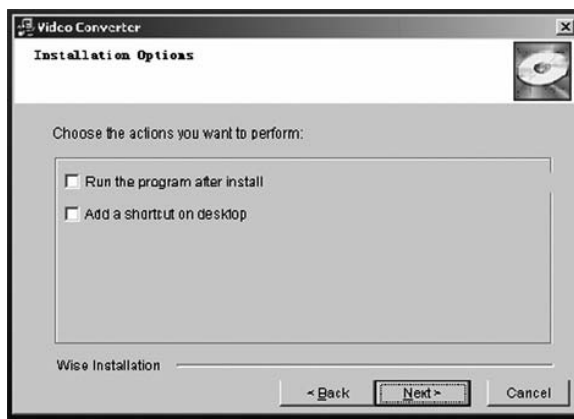 Video Converter
Installation Options
Choose the actions you want to perform:
Run the program after install
Add a shortcut on desktop
Wise Installation
< Back Next > Cancel